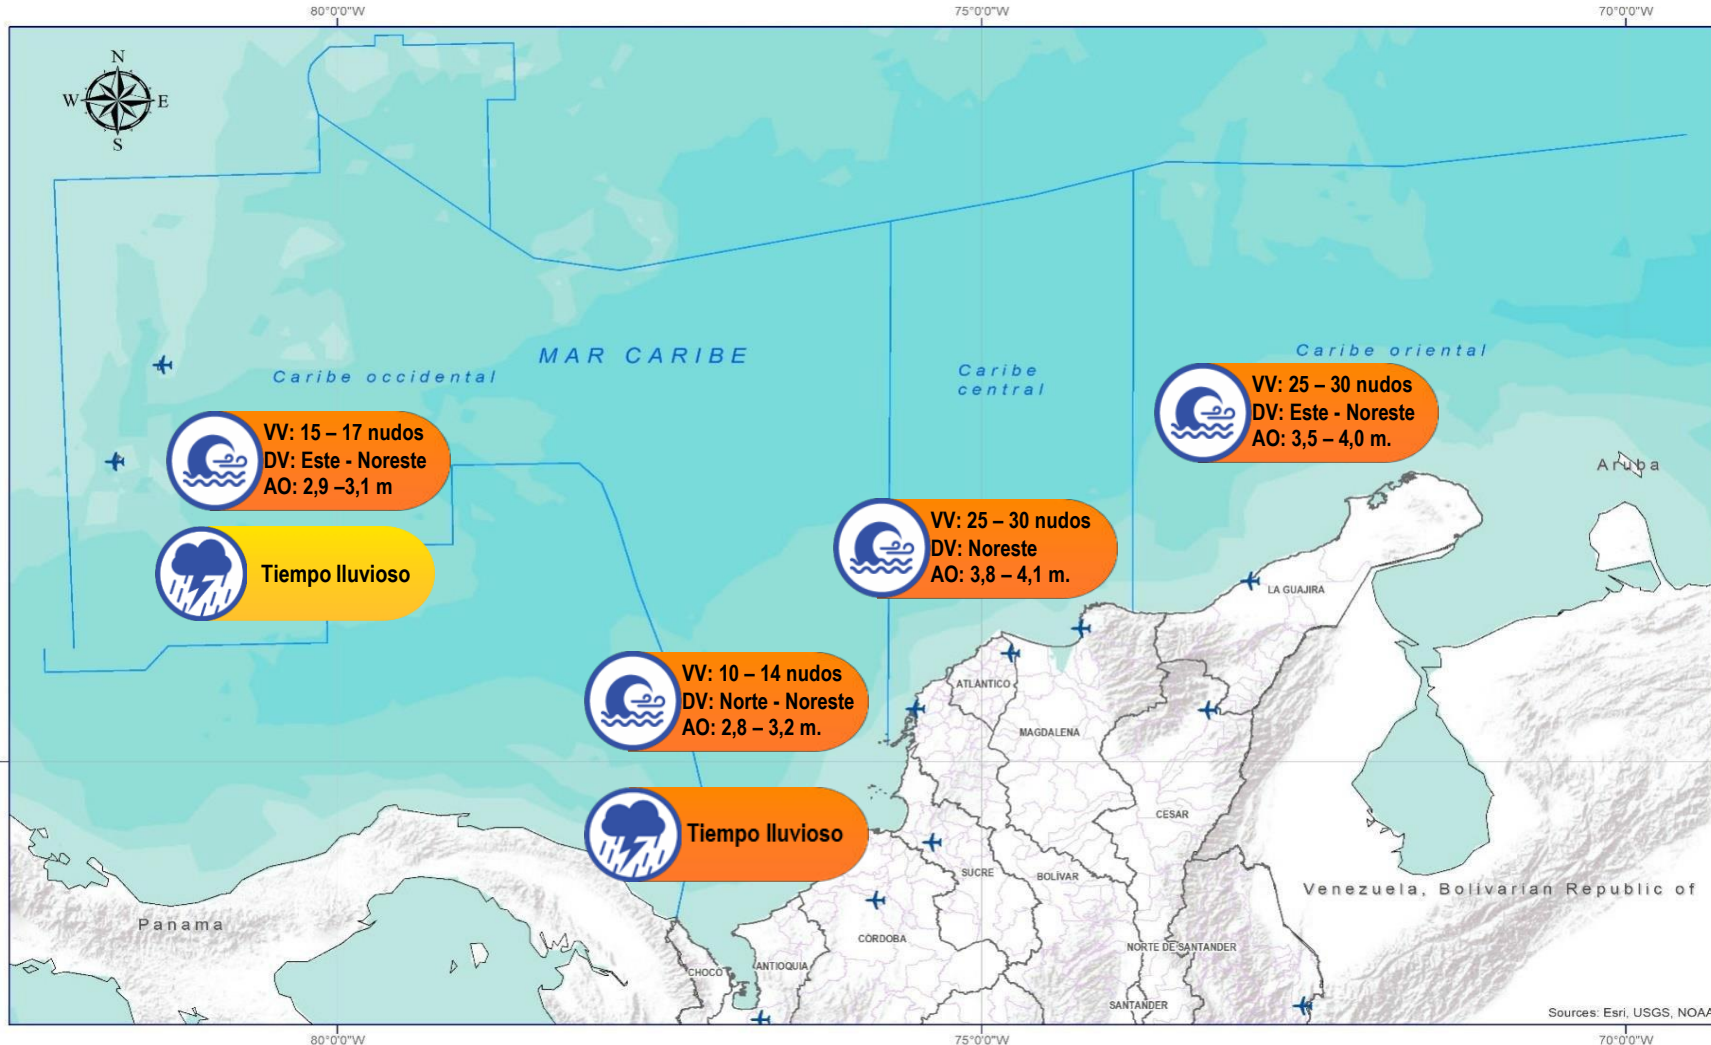 80°0'0"W
75°0'0"W
70°0'0"W
N
W
E
S
MAR CARIBE
Caribe occidental
Caribe
central
Caribe oriental
VV: 25 – 30 nudos
DV: Este - Noreste
AO: 3,5 – 4,0 m.
VV: 15 – 17 nudos
DV: Este - Noreste
AO: 2,9 –3,1 m
Aruba
VV: 25 – 30 nudos
DV: Noreste
AO: 3,8 – 4,1 m.
Tiempo lluvioso
LA GUAJIRA
VV: 10 – 14 nudos
DV: Norte - Noreste
AO: 2,8 – 3,2 m.
ATLÁNTICO
MAGDALENA
Tiempo lluvioso
CESAR
SUCRE
BOLÍVAR
Venezuela, Bolivarian Republic of
Panama
CÓRDOBA
NORTE DE SANTANDER
CHOCO
ANTIOQUIA
SANTANDER
Sources: Esri, USGS, NOAA
80°0'0"W
75°0'0"W
70°0'0"W